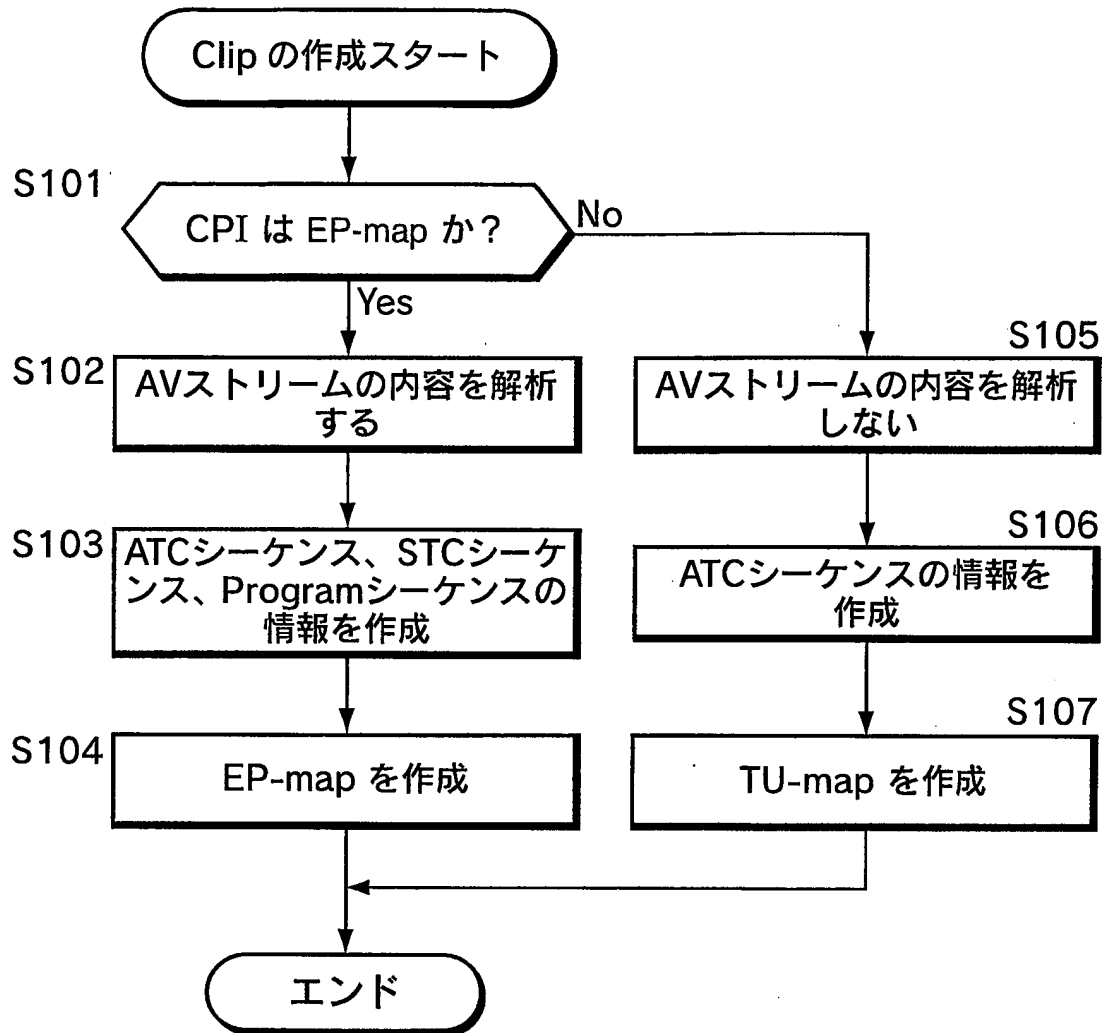 Clip の作成スタート
S101
CPI は EP-map か？
No
Yes
S102
AVストリームの内容を解析
する
S103
ATCシーケンス、STCシーケ
ンス、Programシーケンスの
情報を作成
S104
EP-map を作成
S105
AVストリームの内容を解析
しない
S106
ATCシーケンスの情報を
作成
S107
TU-map を作成
エンド